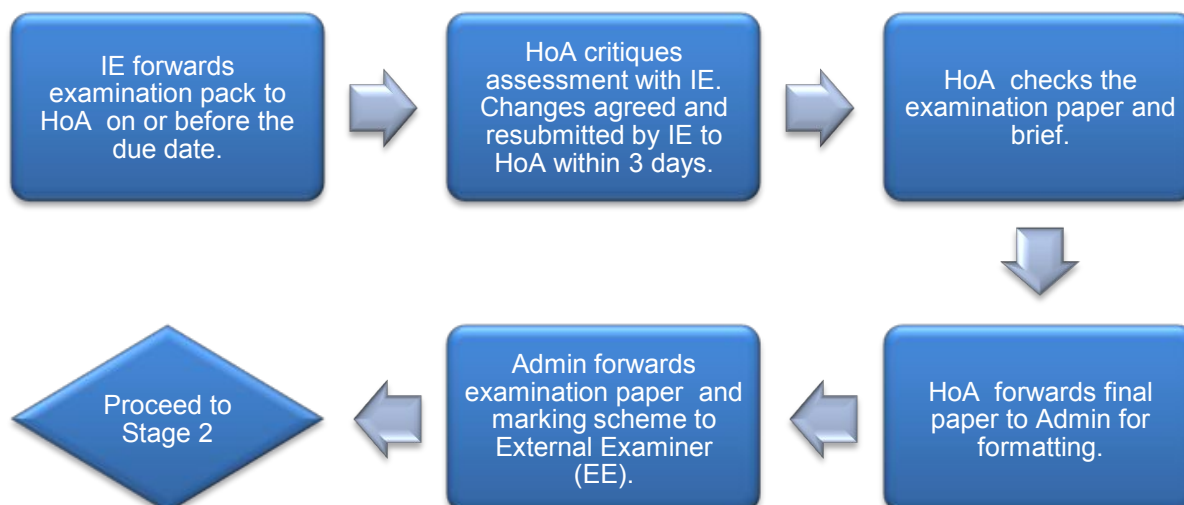 IE forwards
examination pack to
HoA on or before the
due date.
HoA critiques
assessment with IE.
Changes agreed and
resubmitted by IE to
HoA within 3 days.
HoA checks the
examination paper and
brief.
HoA forwards final
paper to Admin for
formatting.
Admin forwards
examination paper and
marking scheme to
External Examiner
(EE).
Proceed to
Stage 2